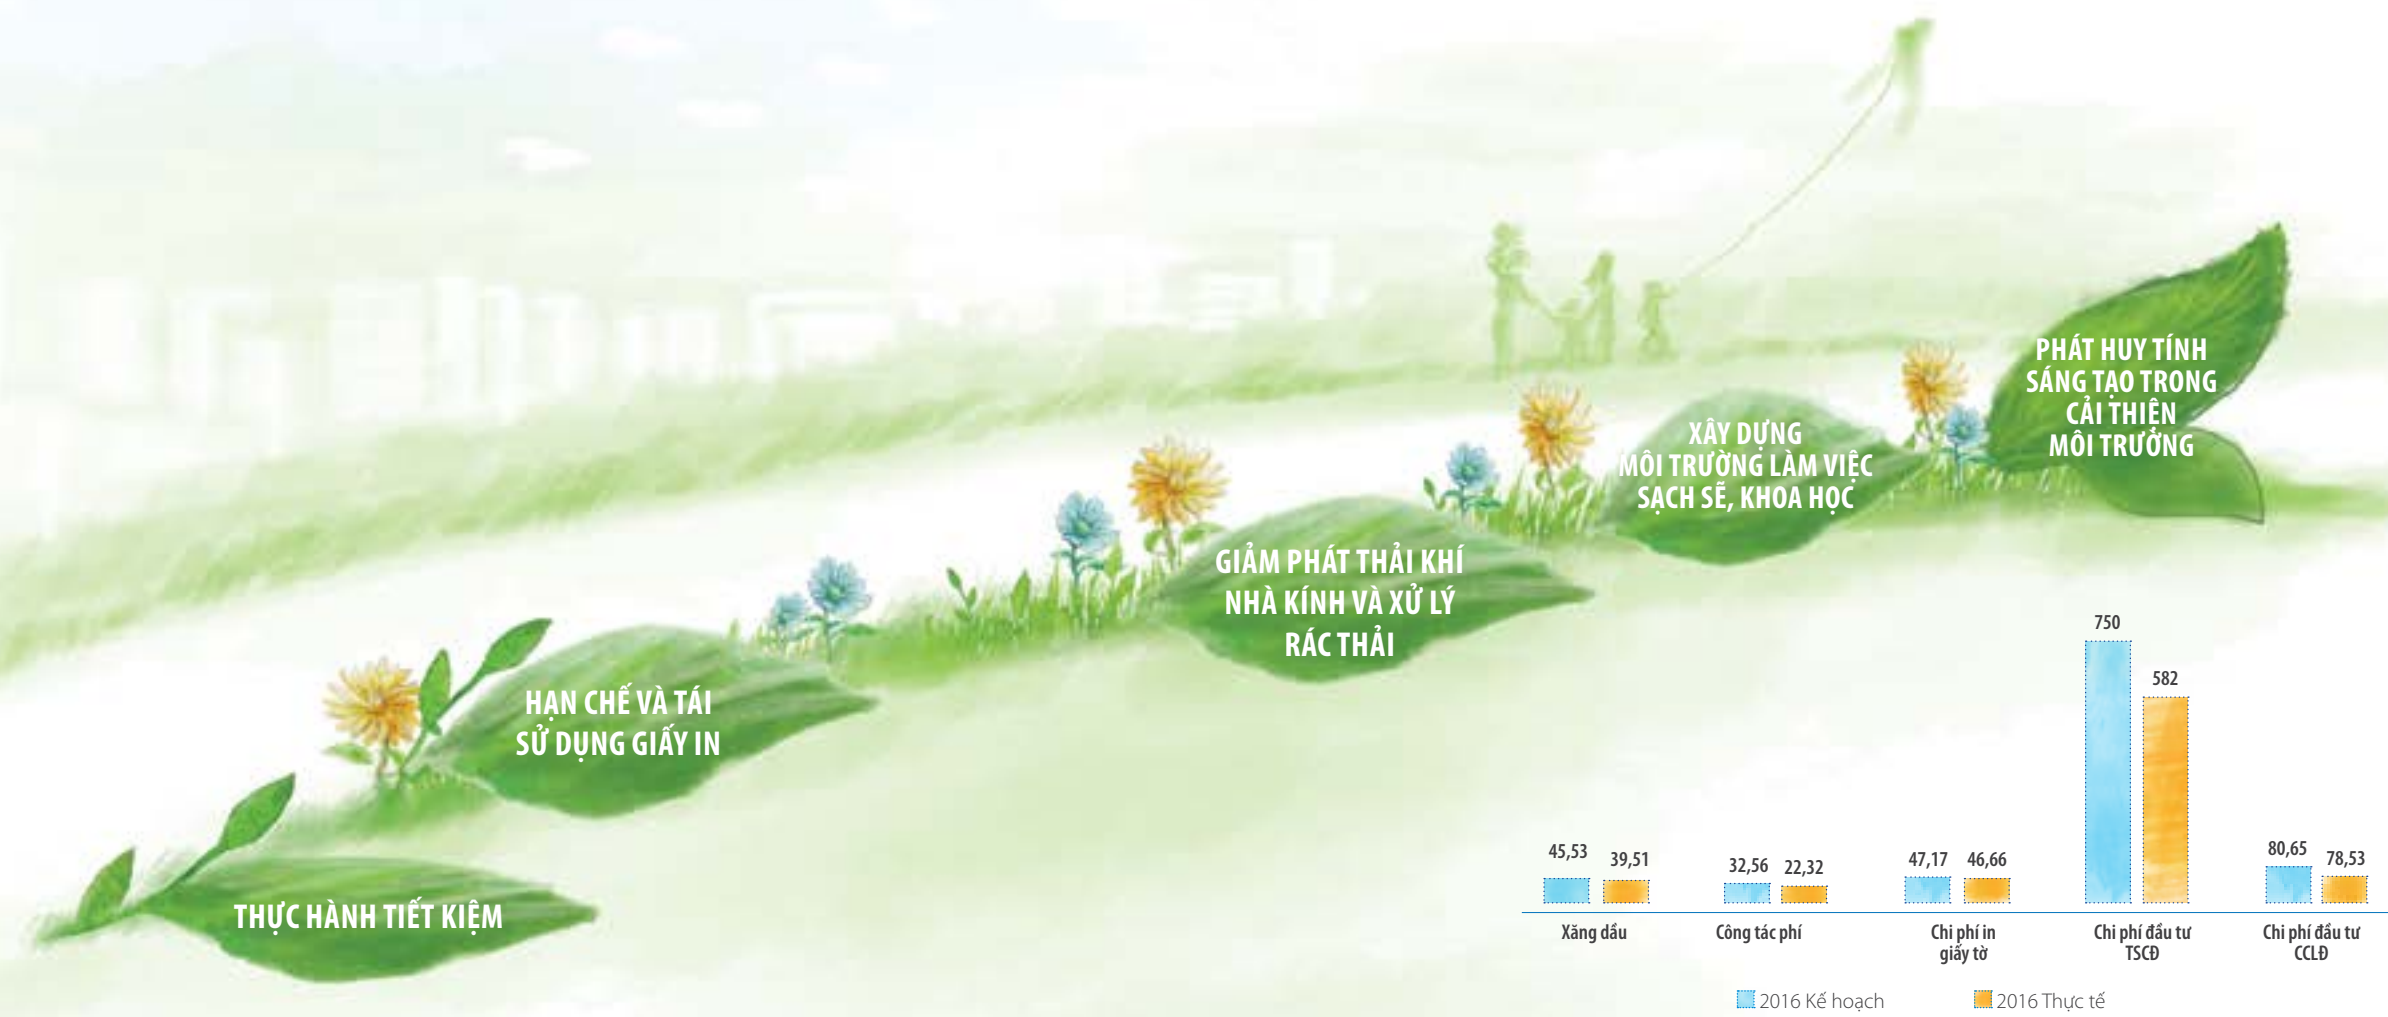 THỰC HÀNH TIẾT KIỆM
HẠN CHẾ VÀ TÁI
SỬ DỤNG GIẤY IN
GIẢM PHÁT THẢI KHÍ
NHÀ KÍNH VÀ XỬ LÝ
RÁC THẢI
XÂY DỰNG
MÔI TRƯỜNG LÀM VIỆC
SẠCH SẼ, KHOA HỌC
PHÁT HUY TÍNH
SÁNG TẠO TRONG
CẢI THIỆN
MÔI TRƯỜNG
45,53 39,51
32,56 22,32
47,17 46,66
750
582
80,65 78,53
Xăng dầu
Công tác phí
Chi phí in
giấy tờ
Chi phí đầu tư
TSCĐ
Chi phí đầu tư
CCLĐ
2016 Kế hoạch
2016 Thực tế